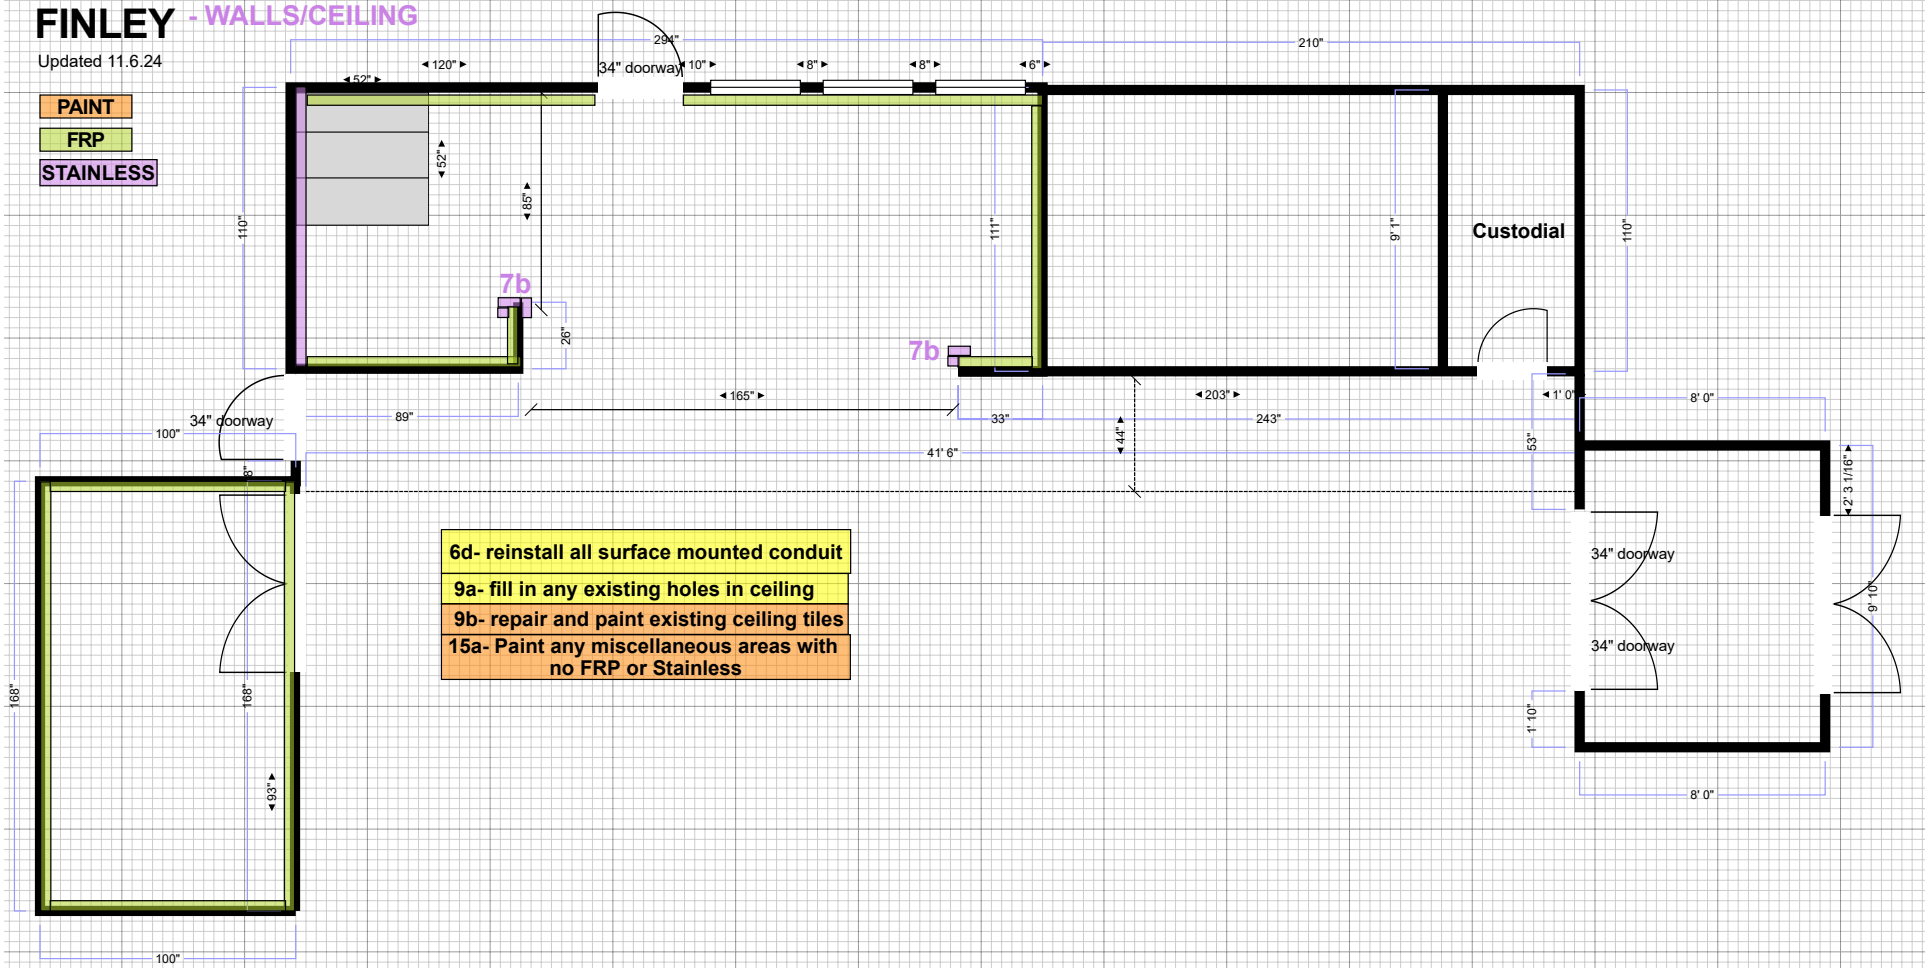 FINLEY - WALLS/CEILING
Updated 11.6.24
PAINT
FRP
STAINLESS
294"
210"
120"
52"
34" doorway
10"
8"
8"
6"
52"
85"
110"
111"
9' 1"
Custodial
110"
7b
26"
7b
89"
165"
33"
203"
243"
1' 0"
8' 0"
34" doorway
100"
44"
41' 6"
53"
8"
2' 3 1/16"
6d- reinstall all surface mounted conduit
9a- fill in any existing holes in ceiling
9b- repair and paint existing ceiling tiles
15a- Paint any miscellaneous areas with
no FRP or Stainless
34" doorway
34" doorway
9' 10"
168"
168"
93"
1' 10"
8' 0"
100"